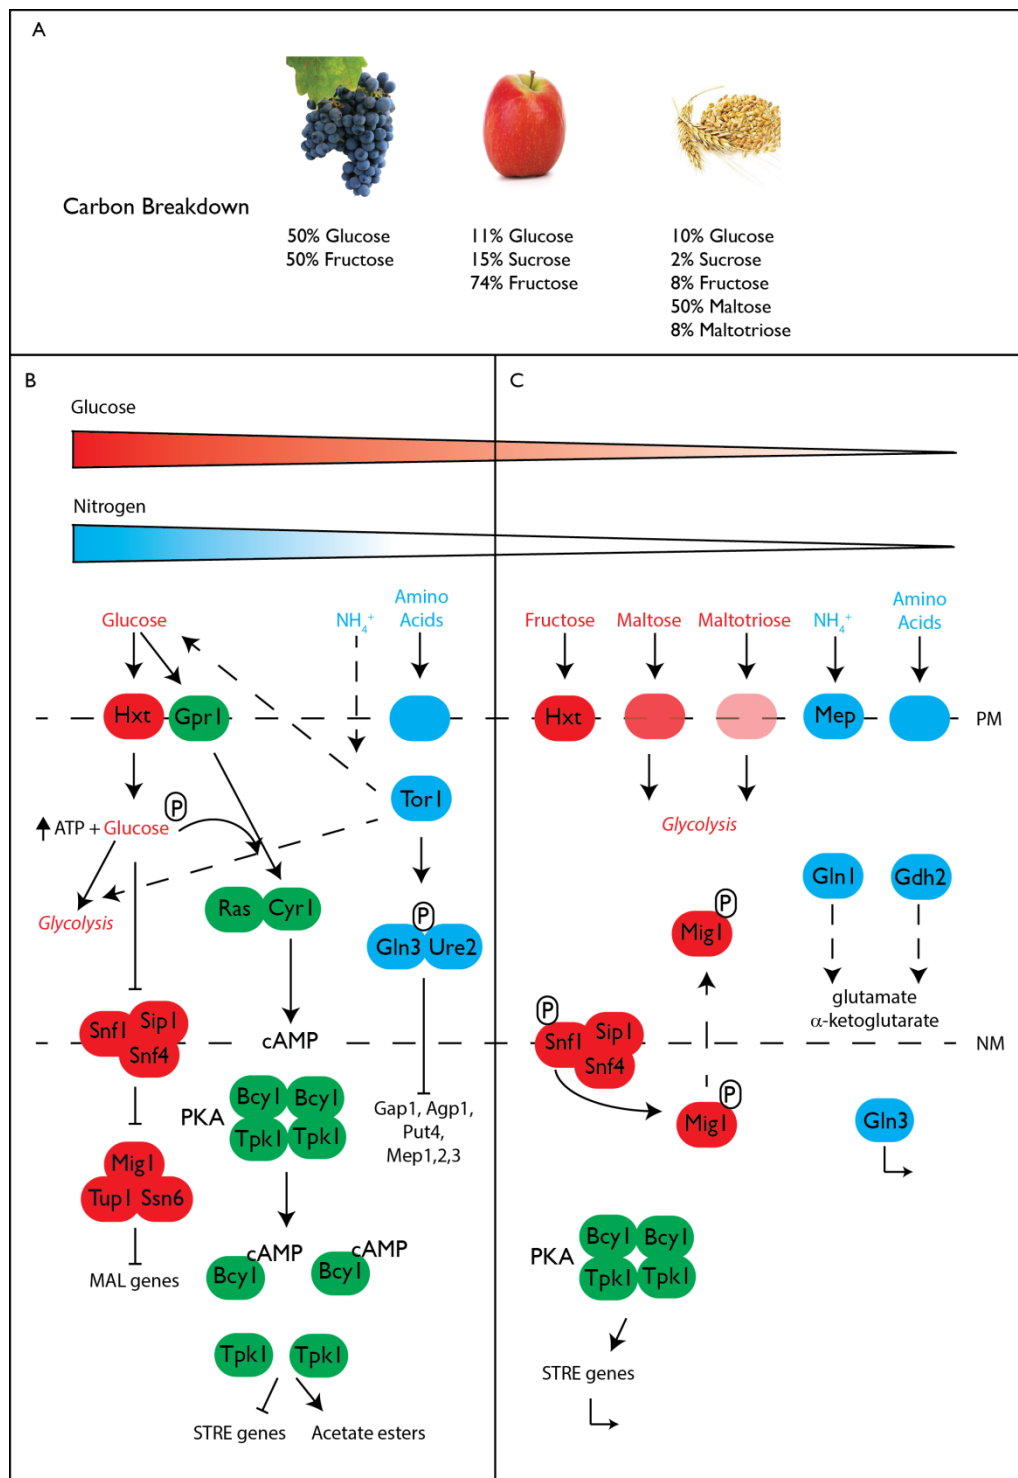 A
Carbon Breakdown
50% Glucose
50% Fructose
11% Glucose
15% Sucrose
74% Fructose
10% Glucose
2% Sucrose
8% Fructose
50% Maltose
8% Maltotriose
B
Glucose
Nitrogen
Glucose
NH₄⁺
Amino
Acids
Hxt
Gpr1
Tor1
P
ATP + Glucose
Glycolysis
Ras
Cyr1
P
Gln3
Ure2
Snf1
Sip1
Snf4
cAMP
PKA
Bcy1
Bcy1
Tpk1
Tpk1
Gap1, Agp1,
Put4,
Mep1,2,3
Mig1
Tup1
Ssn6
MAL genes
cAMP
Bcy1
cAMP
Bcy1
Tpk1
Tpk1
STRE genes
Acetate esters
C
Fructose
Maltose
Maltotriose
NH₄⁺
Amino
Acids
Hxt
Mep
PM
Glycolysis
Gln1
Gdh2
P
Mig1
glutamate
α-ketoglutarate
P
Snf1
Sip1
Snf4
NM
P
Mig1
Gln3
PKA
Bcy1
Bcy1
Tpk1
Tpk1
STRE genes